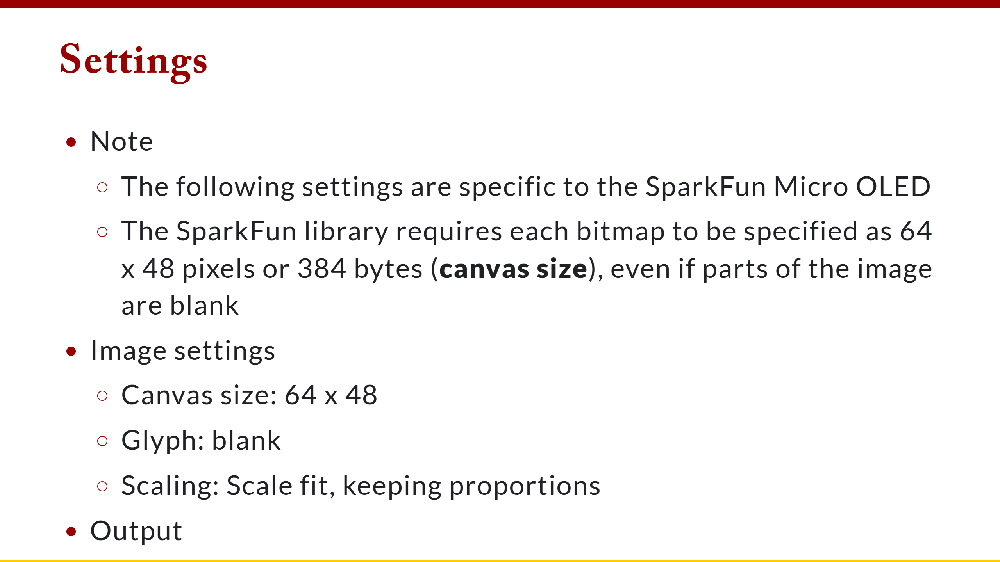 Settings
Note
The following settings are specific to the SparkFun Micro OLED
The SparkFun library requires each bitmap to be specified as 64
x 48 pixels or 384 bytes (canvas size), even if parts of the image
are blank
Image settings
Canvas size: 64 x 48
Glyph: blank
Scaling: Scale fit, keeping proportions
Output